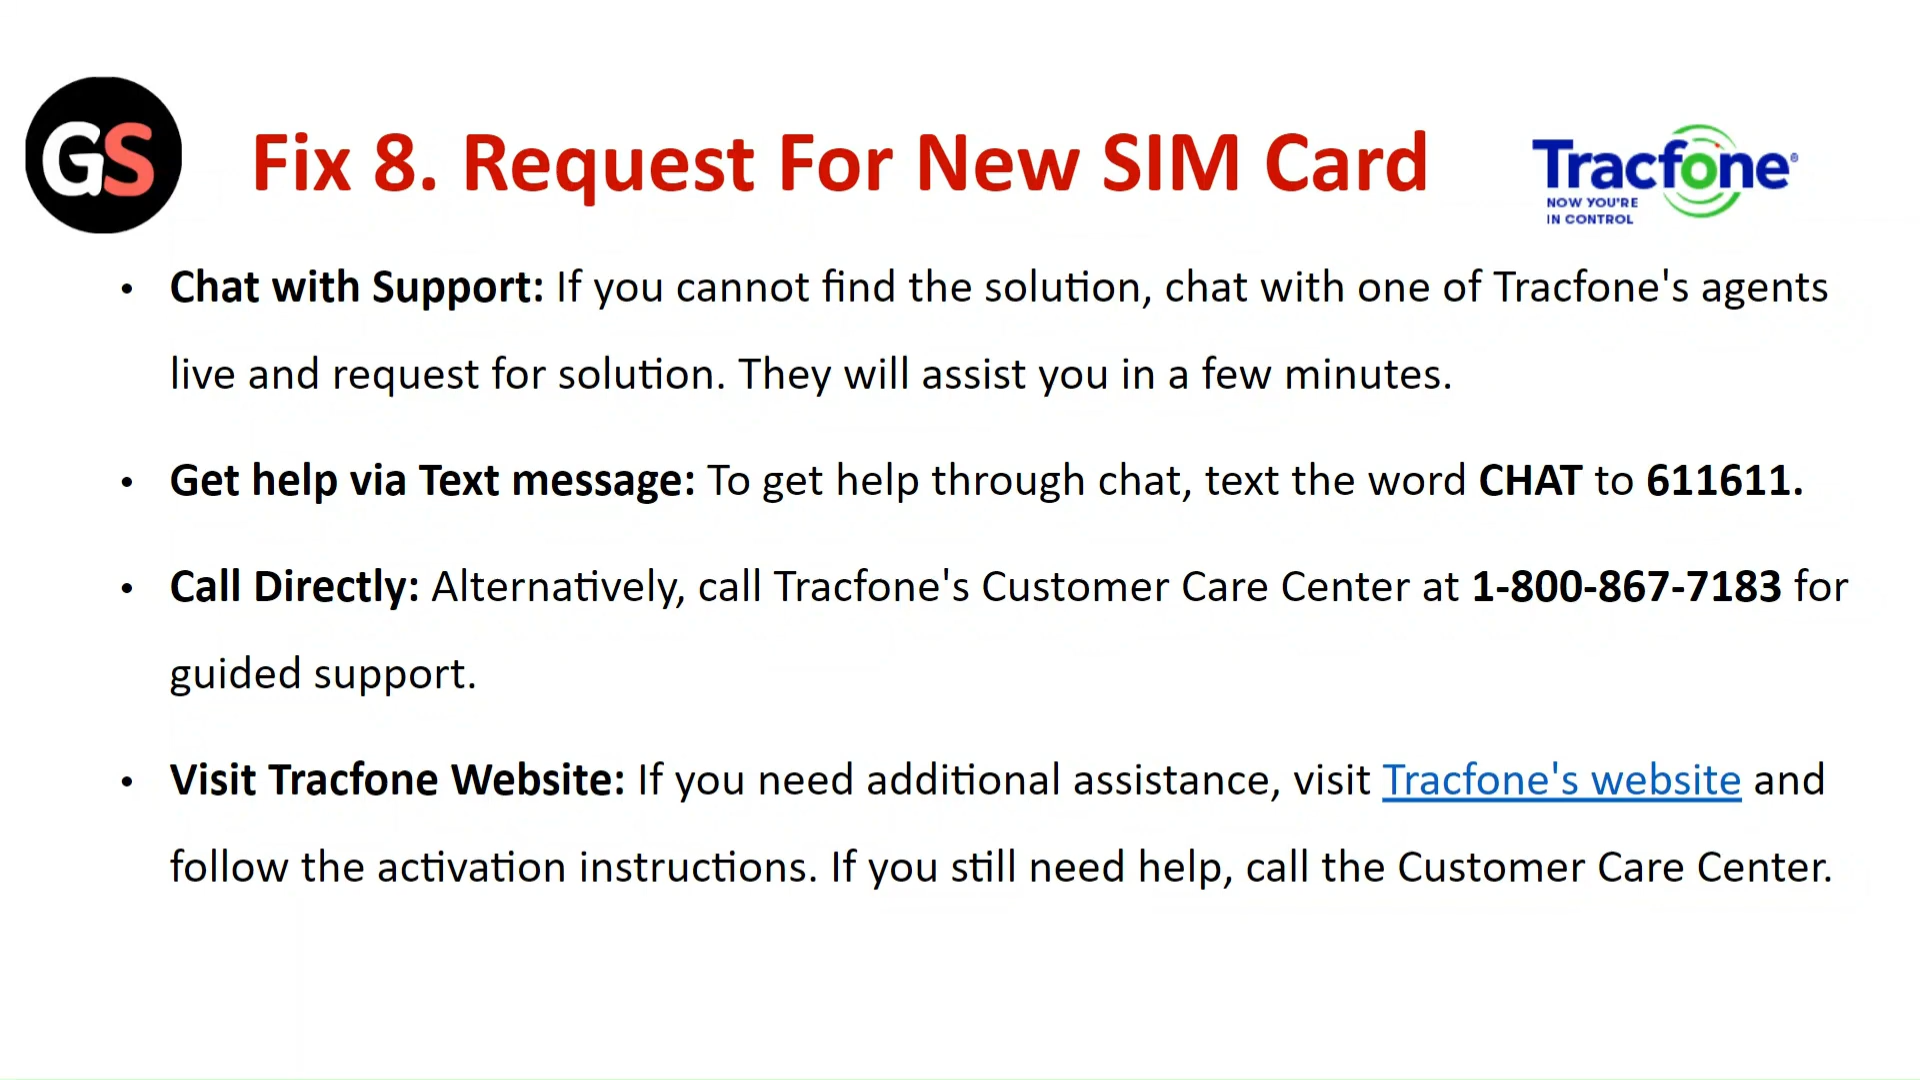 GS
Fix 8. Request For New SIM Card
Tracfone®
NOW YOU'RE
IN CONTROL
• Chat with Support: If you cannot find the solution, chat with one of Tracfone's agents
live and request for solution. They will assist you in a few minutes.
• Get help via Text message: To get help through chat, text the word CHAT to 611611.
• Call Directly: Alternatively, call Tracfone's Customer Care Center at 1-800-867-7183 for
guided support.
• Visit Tracfone Website: If you need additional assistance, visit Tracfone's website and
follow the activation instructions. If you still need help, call the Customer Care Center.